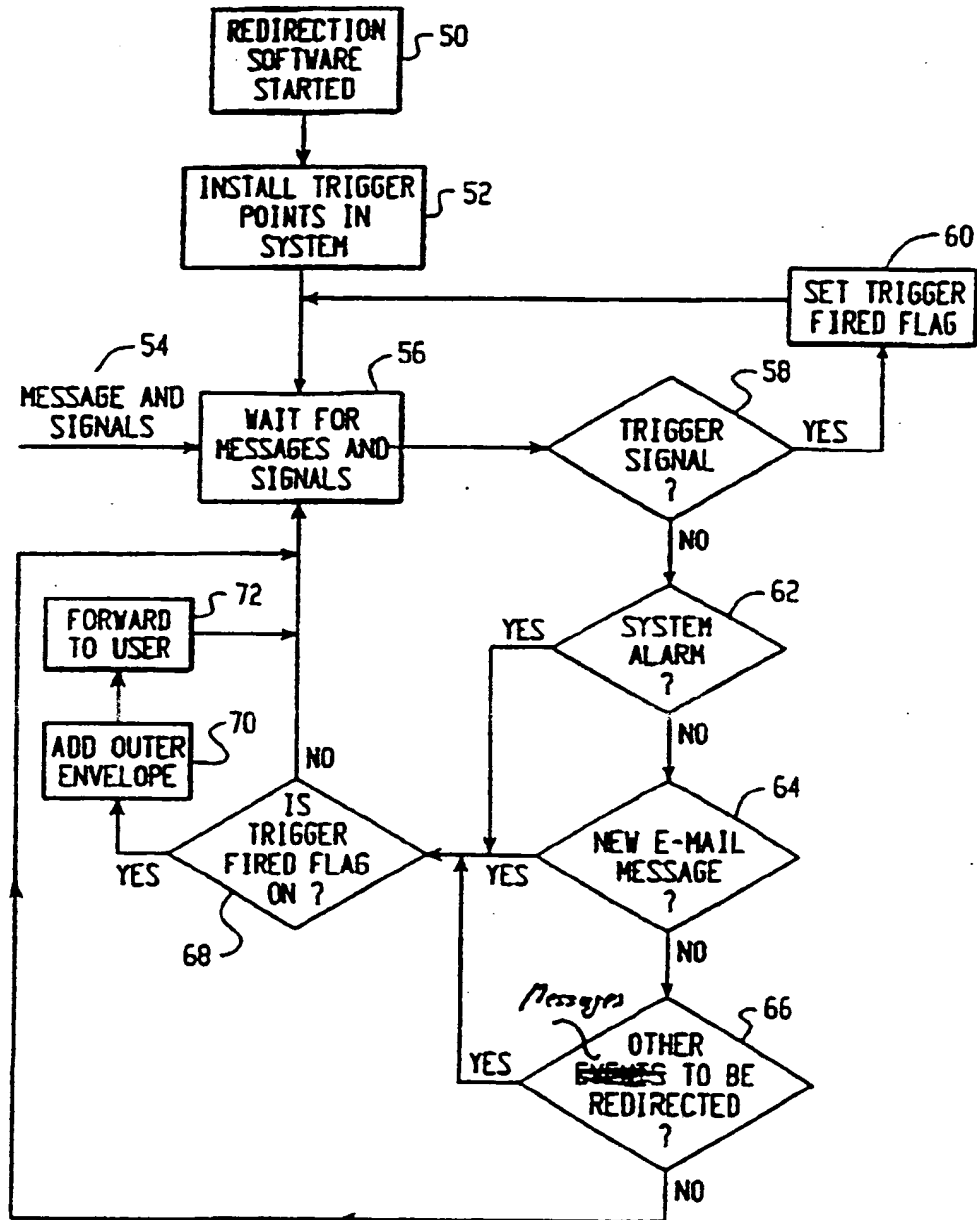 REDIRECTION
SOFTWARE
STARTED
50
INSTALL TRIGGER
POINTS IN
SYSTEM
52
60
SET TRIGGER
FIRED FLAG
54
MESSAGE AND
SIGNALS
56
WAIT FOR
MESSAGES AND
SIGNALS
58
TRIGGER
SIGNAL
?
YES
NO
62
SYSTEM
ALARM
?
YES
NO
72
FORWARD
TO USER
70
ADD OUTER
ENVELOPE
NO
IS
TRIGGER
FIRED FLAG
ON ?
YES
68
64
NEW E-MAIL
MESSAGE
?
YES
NO
Messages
66
OTHER
EVENTS TO BE
REDIRECTED
?
YES
NO